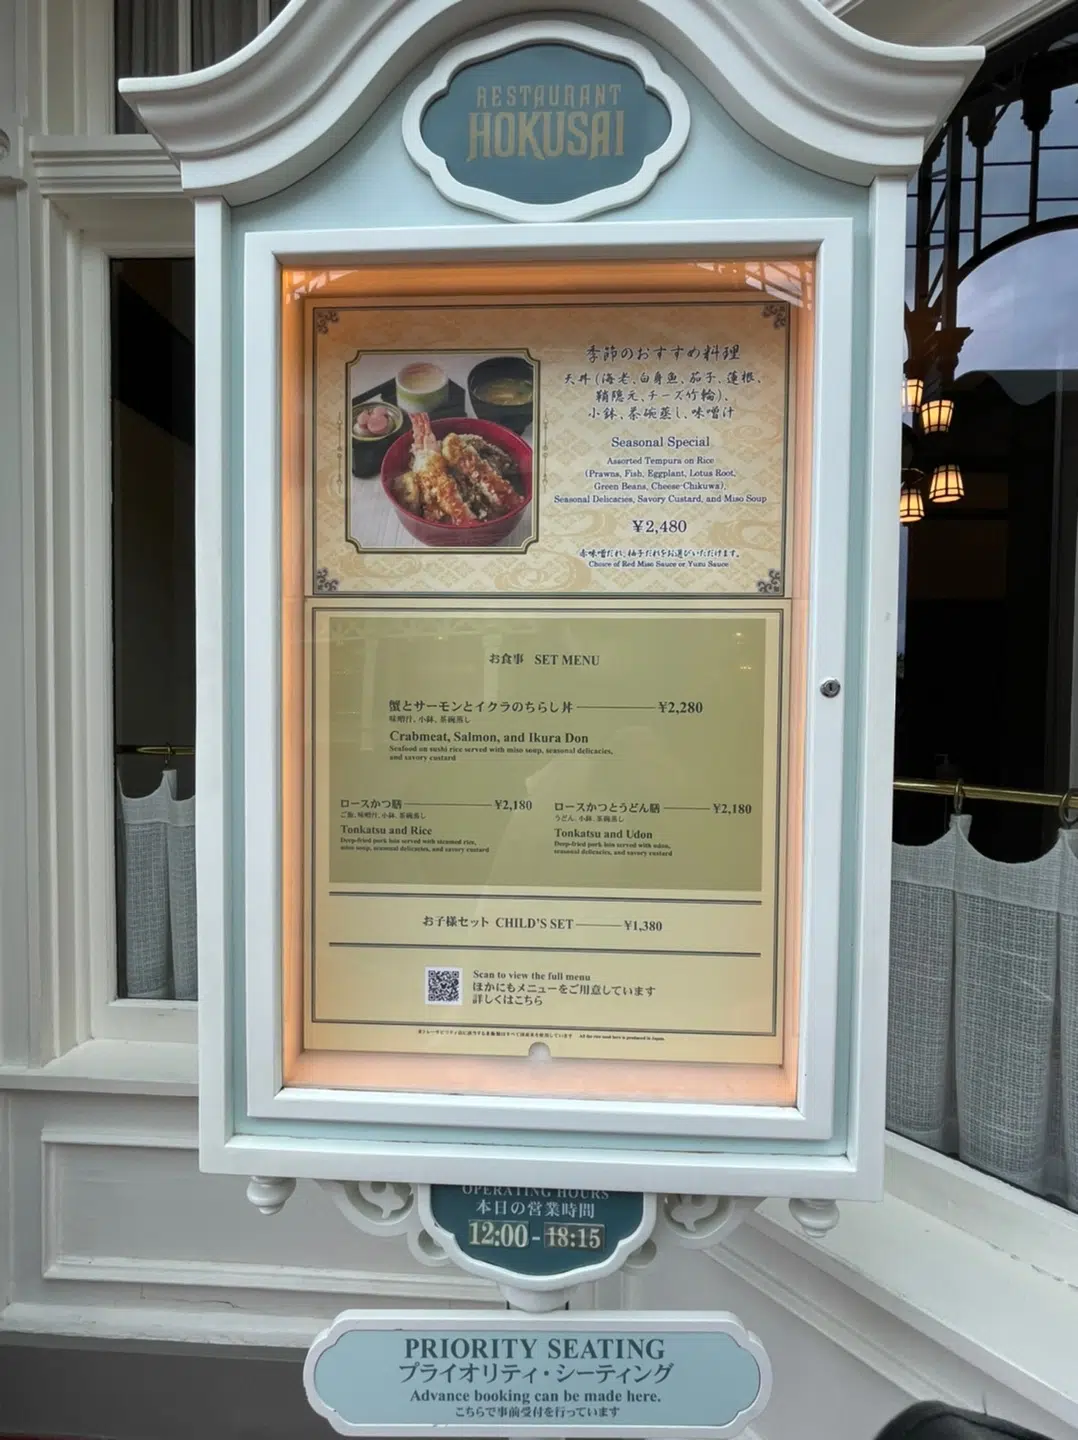 RESTAURANT
HOKUSAI
季節のおすすめ料理
天丼(海老、白身魚、茄子、蓮根、
鞘隠元、チーズ竹輪)、
小鉢、茶碗蒸し、味噌汁
Seasonal Special
Assorted Tempura on Rice
(Prawns, Fish, Eggplant, Lotus Root,
Green Beans, Cheese-Chikuwa),
Seasonal Delicacies, Savory Custard, and Miso Soup
¥2,480
赤味噌だれ、柚子だれをお選びいただけます。
Choice of Red Miso Sauce or Yuzu Sauce
お食事 SET MENU
蟹とサーモンとイクラのちらし丼 ¥2,280
味噌汁、小鉢、茶碗蒸し
Crabmeat, Salmon, and Ikura Don
Seafood on sushi rice served with miso soup, seasonal delicacies,
and savory custard
ロースかつ膳 ¥2,180
ご飯、味噌汁、小鉢、茶碗蒸し
Tonkatsu and Rice
Deep-fried pork loin served with steamed rice,
miso soup, seasonal delicacies, and savory custard
ロースかつとうどん膳 ¥2,180
うどん、小鉢、茶碗蒸し
Tonkatsu and Udon
Deep-fried pork loin served with udon,
seasonal delicacies, and savory custard
お子様セット CHILD'S SET ¥1,380
Scan to view the full menu
ほかにもメニューをご用意しています
詳しくはこちら
All the rice used here is produced in Japan.
OPERATING HOURS
本日の営業時間
12:00 - 18:15
PRIORITY SEATING
プライオリティ・シーティング
Advance booking can be made here.
こちらで事前受付を行っています